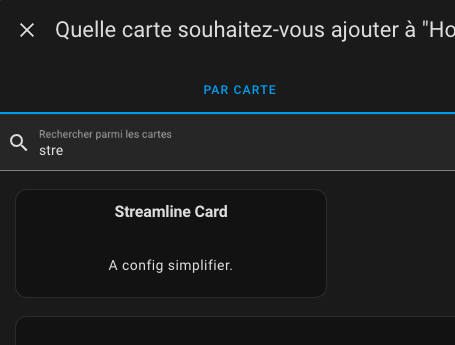 Quelle carte souhaitez-vous ajouter à "Ho
PAR CARTE
Rechercher parmi les cartes
stre
Streamline Card
A config simplifier.